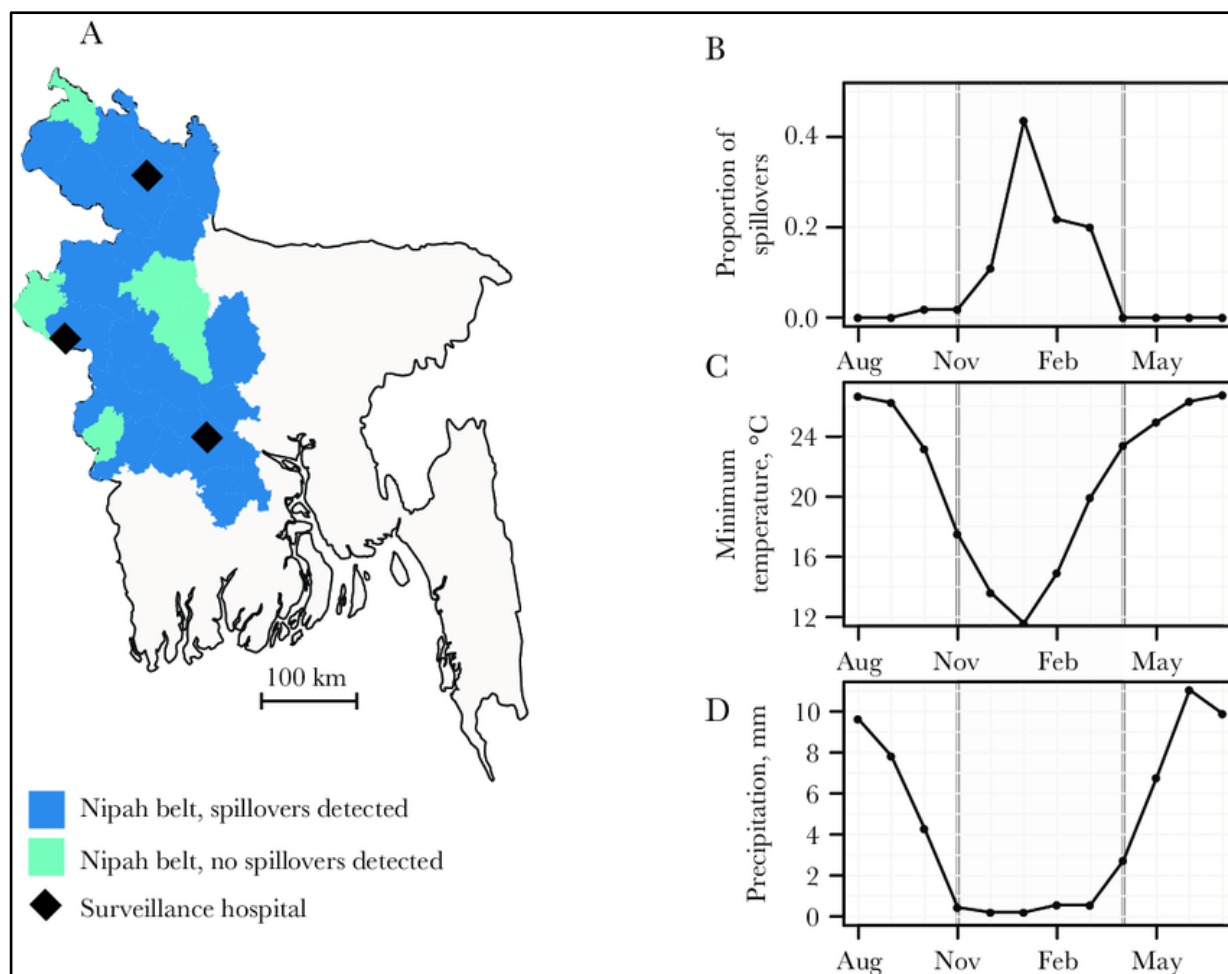 A
100 km
Nipah belt, spillovers detected
Nipah belt, no spillovers detected
Surveillance hospital
B
Proportion of
spillovers
0.4
0.2
0.0
Aug Nov Feb May
C
Minimum
temperature, °C
24
20
16
12
Aug Nov Feb May
D
Precipitation, mm
10
8
6
4
2
0
Aug Nov Feb May